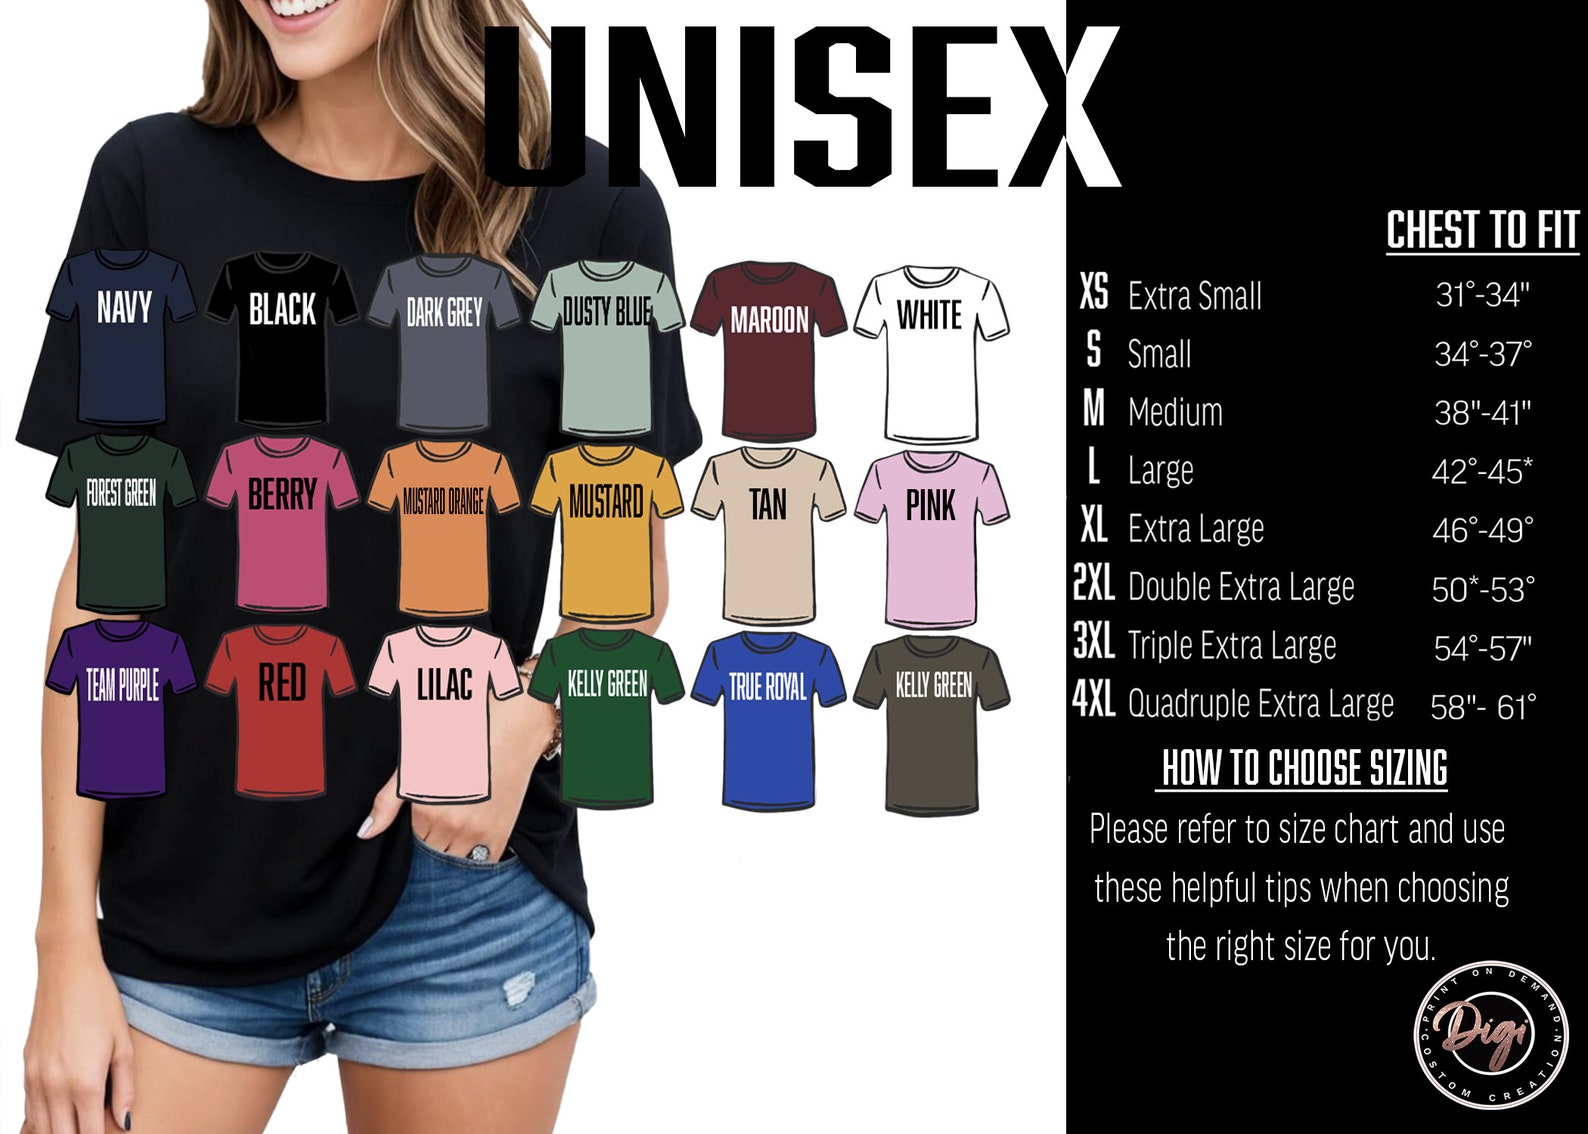 UNISEX
NAVY
BLACK
DARK GREY
DUSTY BLUE
MAROON
WHITE
FOREST GREEN
BERRY
MUSTARD ORANGE
MUSTARD
TAN
PINK
TEAM PURPLE
RED
LILAC
KELLY GREEN
TRUE ROYAL
KELLY GREEN
CHEST TO FIT
XS Extra Small 31°-34"
S Small 34°-37°
M Medium 38"-41"
L Large 42°-45*
XL Extra Large 46°-49°
2XL Double Extra Large 50*-53°
3XL Triple Extra Large 54°-57"
4XL Quadruple Extra Large 58"- 61°
HOW TO CHOOSE SIZING
Please refer to size chart and use
these helpful tips when choosing
the right size for you.
PRINT ON DEMAND
Digi
CUSTOM CREATION